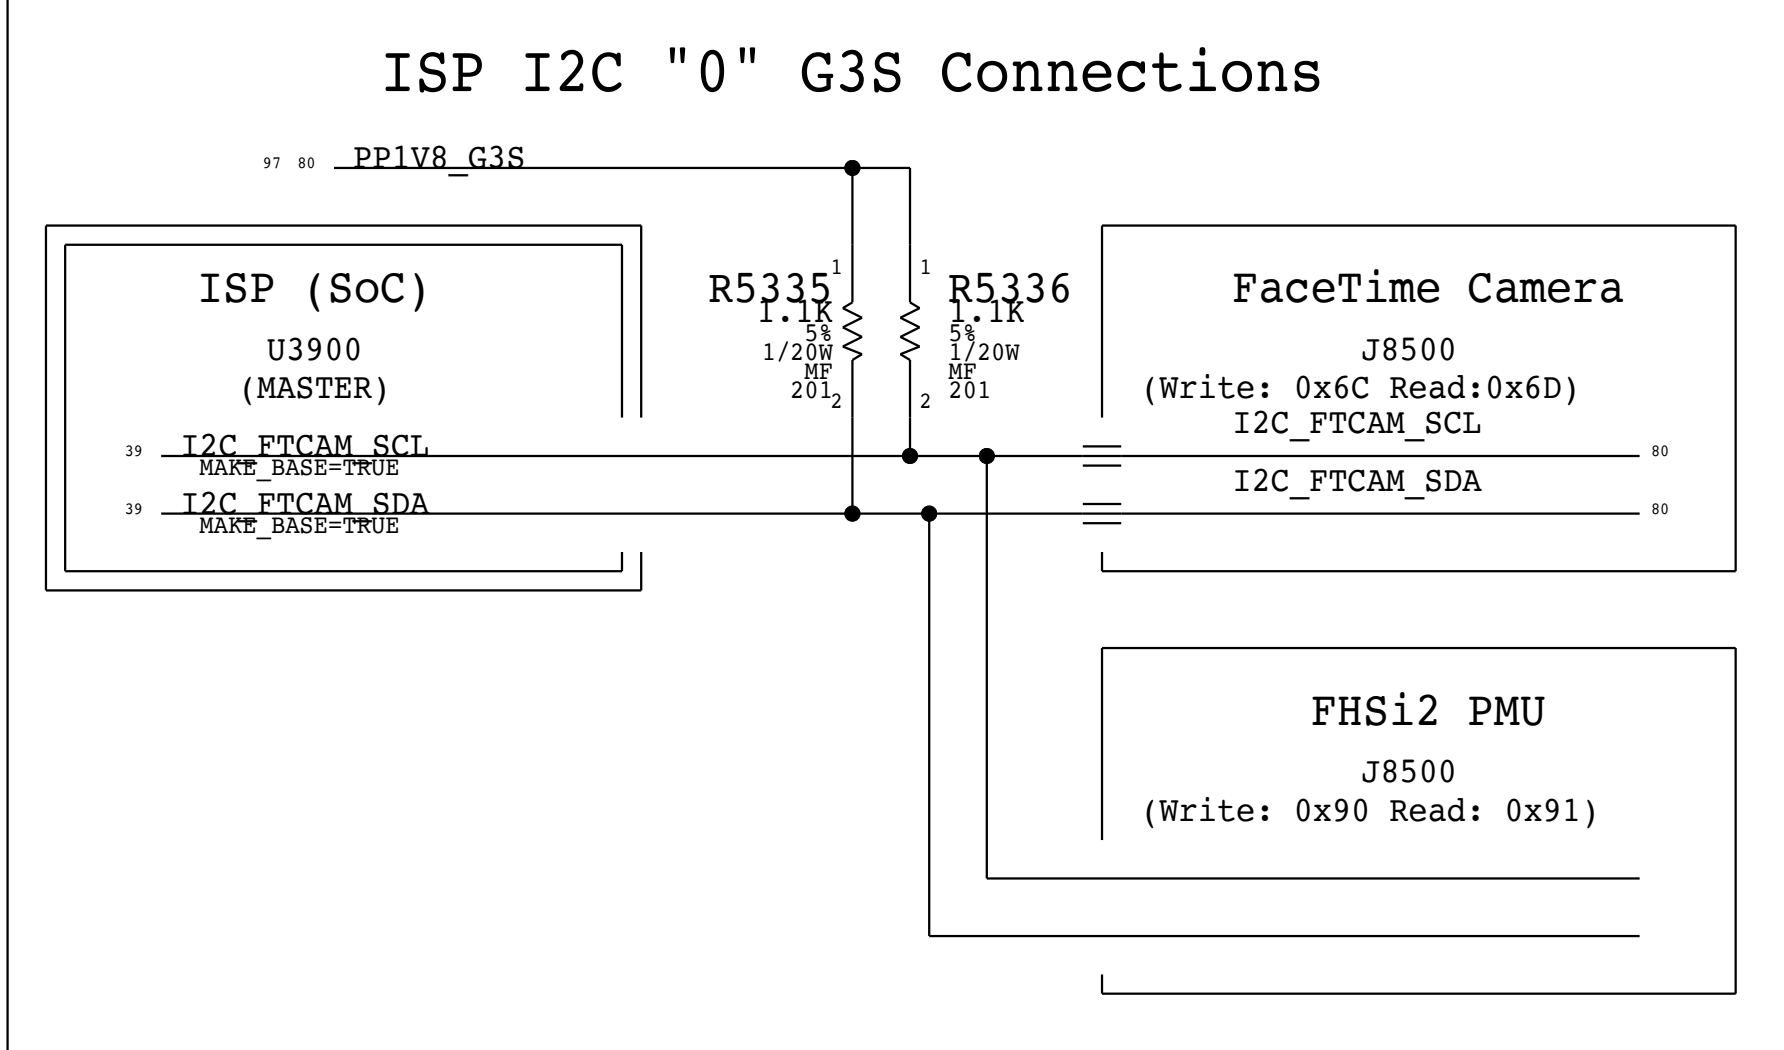 ISP I2C "0" G3S Connections
97 80 PP1V8_G3S
ISP (SoC)
U3900
(MASTER)
39 I2C_FTCAM_SCL
MAKE_BASE=TRUE
39 I2C_FTCAM_SDA
MAKE_BASE=TRUE
1
R5335
1.1K
5%
1/20W
MF
201
2
1
R5336
1.1K
5%
1/20W
MF
201
2
FaceTime Camera
J8500
(Write: 0x6C Read:0x6D)
I2C_FTCAM_SCL 80
I2C_FTCAM_SDA 80
FHSi2 PMU
J8500
(Write: 0x90 Read: 0x91)